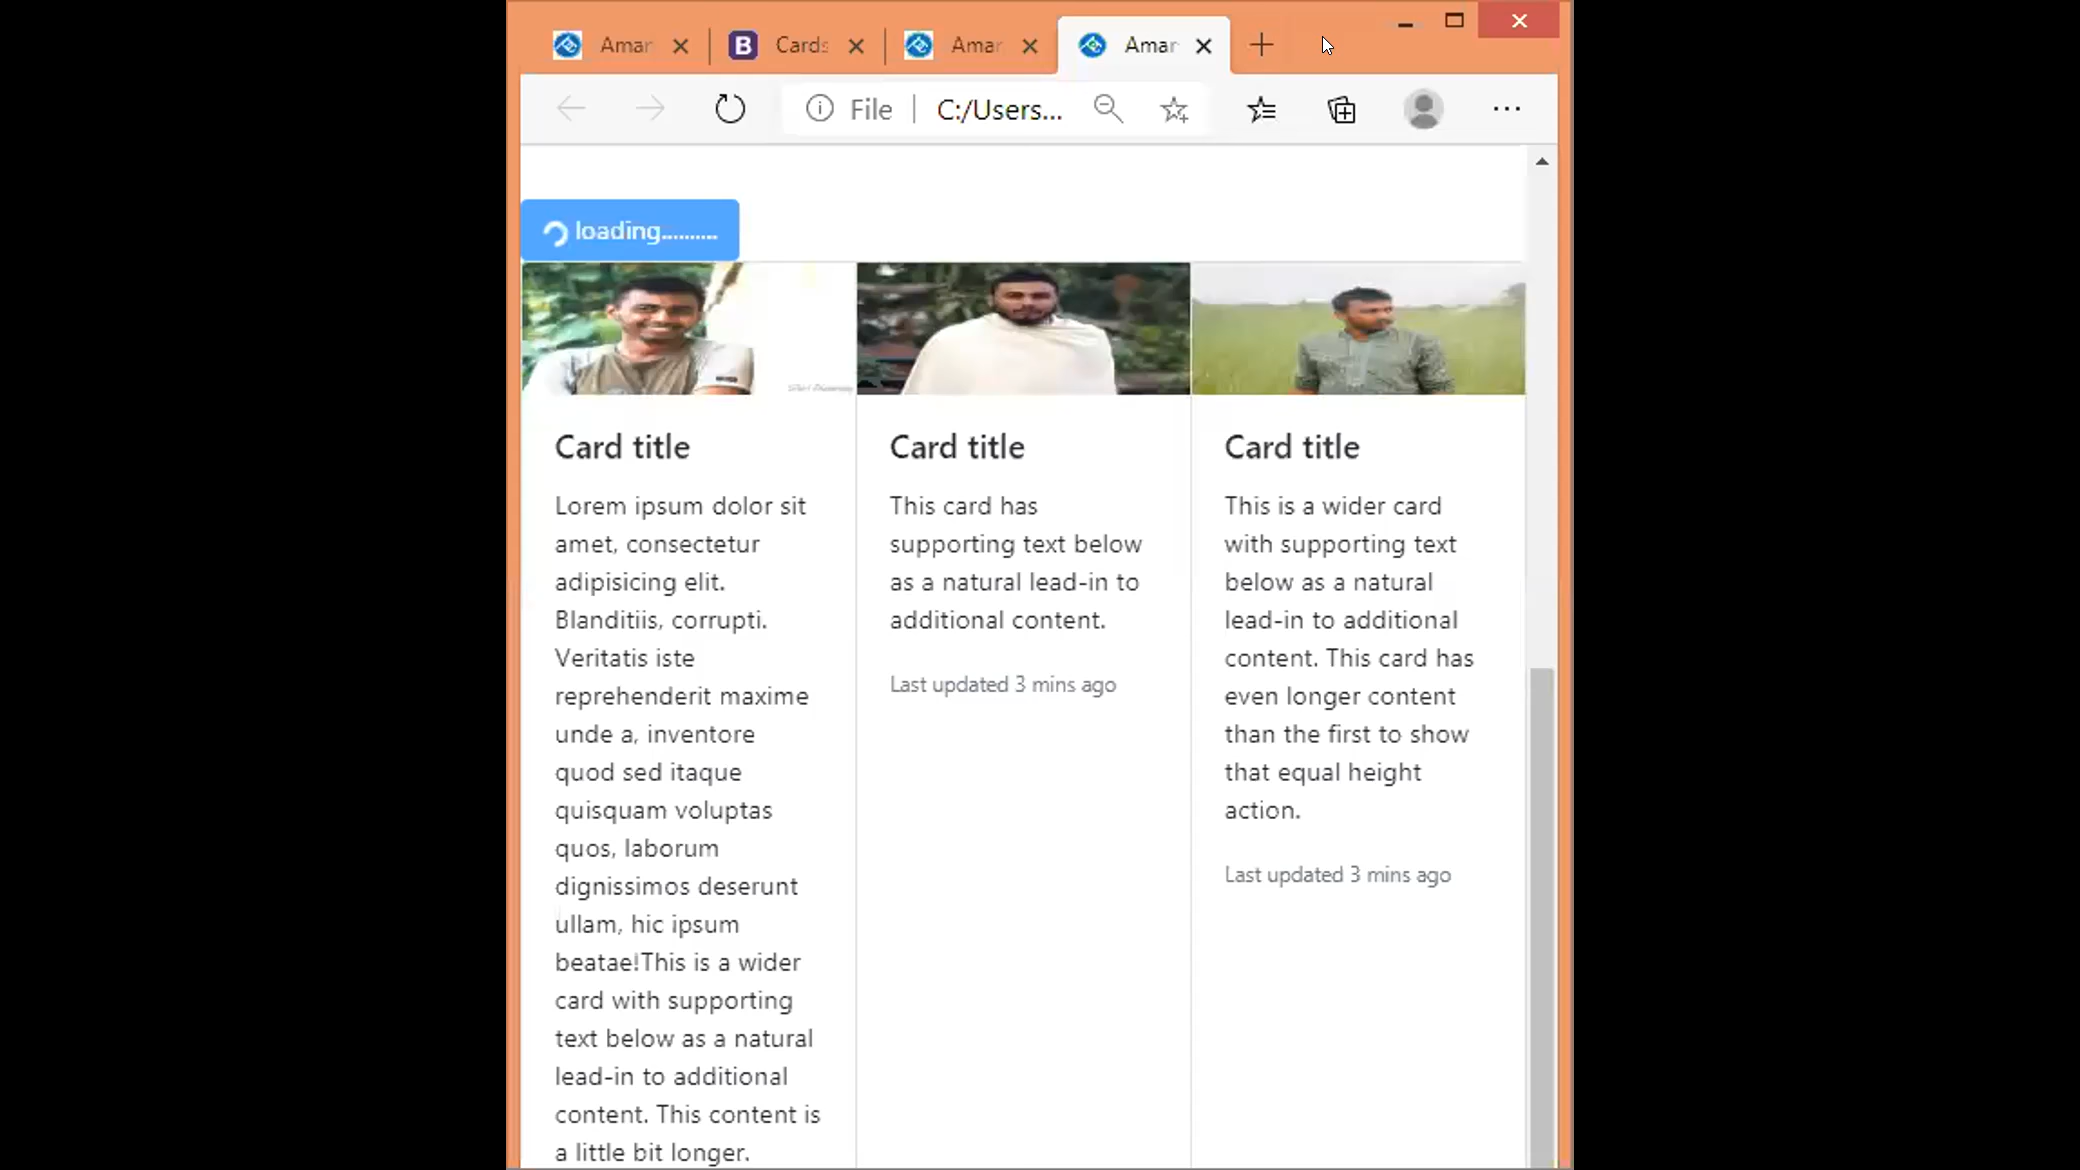 Amar
B Cards
Amar
Amar
File C:/Users...
loading..........
Card title
Lorem ipsum dolor sit
amet, consectetur
adipisicing elit.
Blanditiis, corrupti.
Veritatis iste
reprehenderit maxime
unde a, inventore
quod sed itaque
quisquam voluptas
quos, laborum
dignissimos deserunt
ullam, hic ipsum
beatae!This is a wider
card with supporting
text below as a natural
lead-in to additional
content. This content is
a little bit longer.
Card title
This card has
supporting text below
as a natural lead-in to
additional content.
Last updated 3 mins ago
Card title
This is a wider card
with supporting text
below as a natural
lead-in to additional
content. This card has
even longer content
than the first to show
that equal height
action.
Last updated 3 mins ago